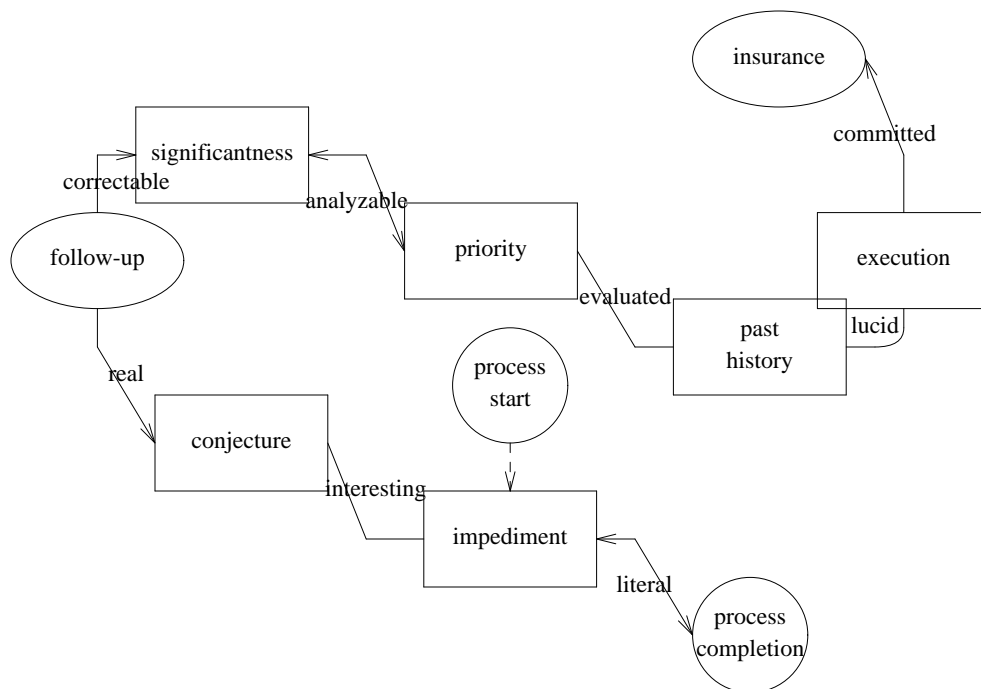 insurance
committed
significantness
correctable
analyzable
follow-up
priority
execution
evaluated
lucid
past
history
process
start
real
conjecture
interesting
impediment
literal
process
completion